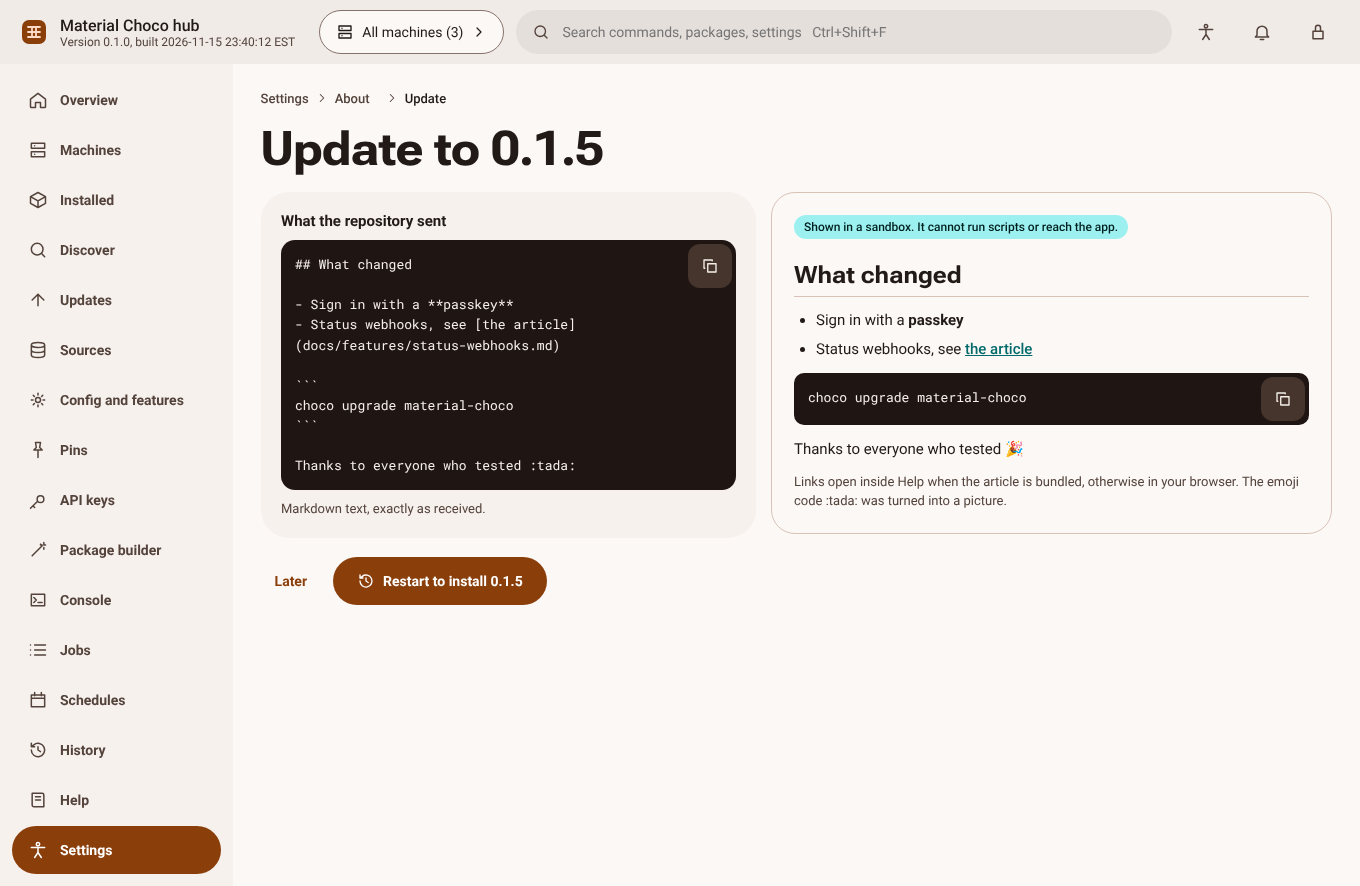 Material Choco hub
Version 0.1.0, built 2026-11-15 23:40:12 EST
All machines (3)
Search commands, packages, settings Ctrl+Shift+F
Overview
Machines
Installed
Discover
Updates
Sources
Config and features
Pins
API keys
Package builder
Console
Jobs
Schedules
History
Help
Settings
Settings About Update
Update to 0.1.5
What the repository sent
## What changed
- Sign in with a **passkey**
- Status webhooks, see [the article]
(docs/features/status-webhooks.md)
```
choco upgrade material-choco
```
Thanks to everyone who tested :tada:
Markdown text, exactly as received.
Shown in a sandbox. It cannot run scripts or reach the app.
What changed
• Sign in with a passkey
• Status webhooks, see the article
choco upgrade material-choco
Thanks to everyone who tested 🎉
Links open inside Help when the article is bundled, otherwise in your browser. The emoji
code :tada: was turned into a picture.
Later
Restart to install 0.1.5